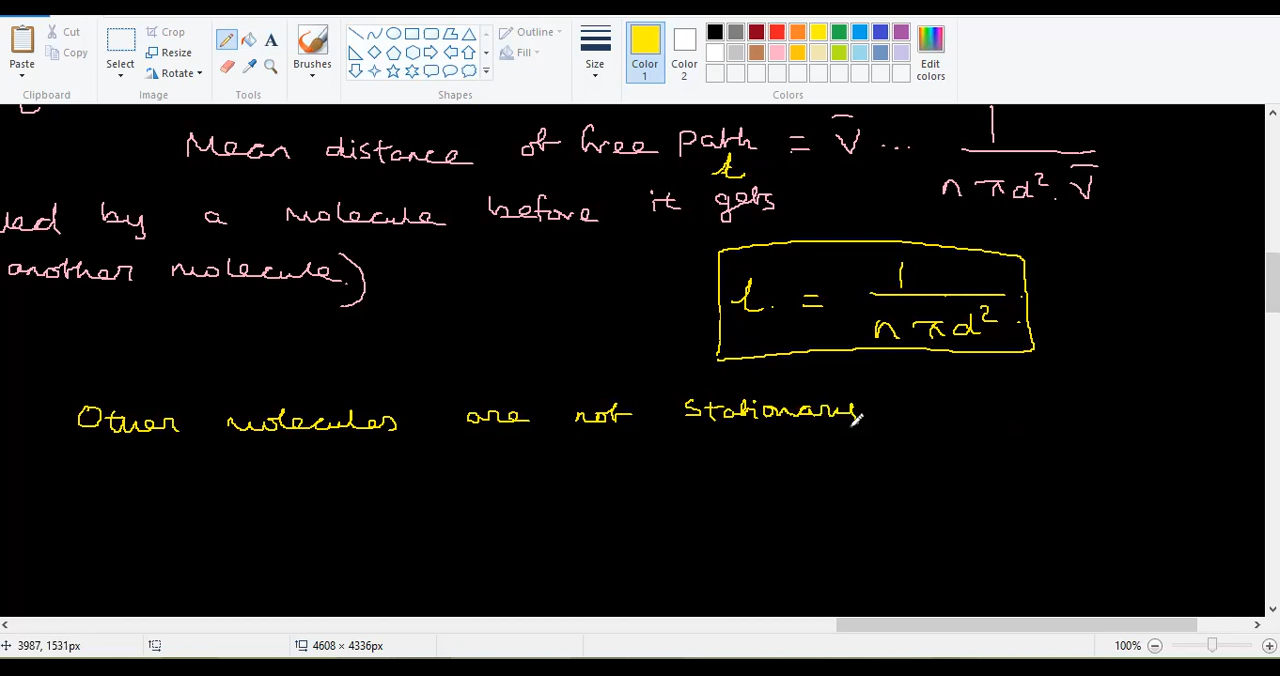 Cut
Copy
Paste
Clipboard
Select
Crop
Resize
Rotate
Image
A
Tools
Brushes
Outline
Fill
Shapes
Size
Color 1
Color 2
Edit colors
Colors
Mean distance of free path = v̄ ... 1 / n π d² . v̄
l
by a molecule before it gets
another molecule.)
l = 1 / n π d²
Other molecules are not stationary
3987, 1531px
4608 × 4336px
100%